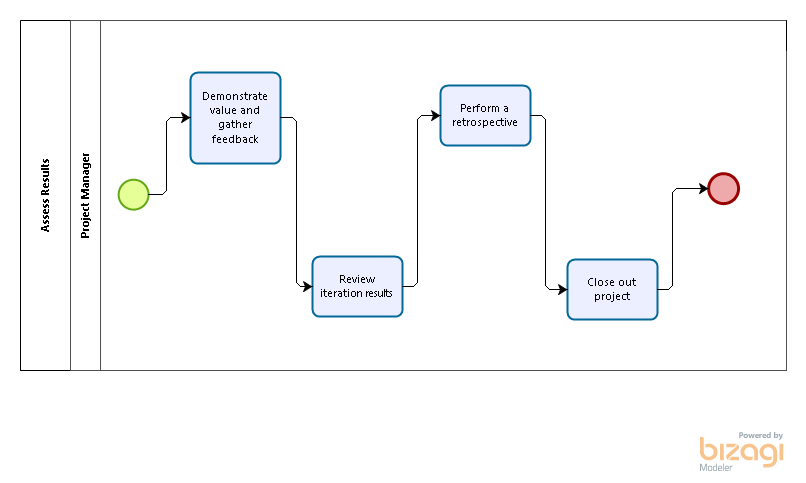 Assess Results
Project Manager
Demonstrate
value and
gather
feedback
Review
iteration results
Perform a
retrospective
Close out
project
Powered by
bizagi
Modeler